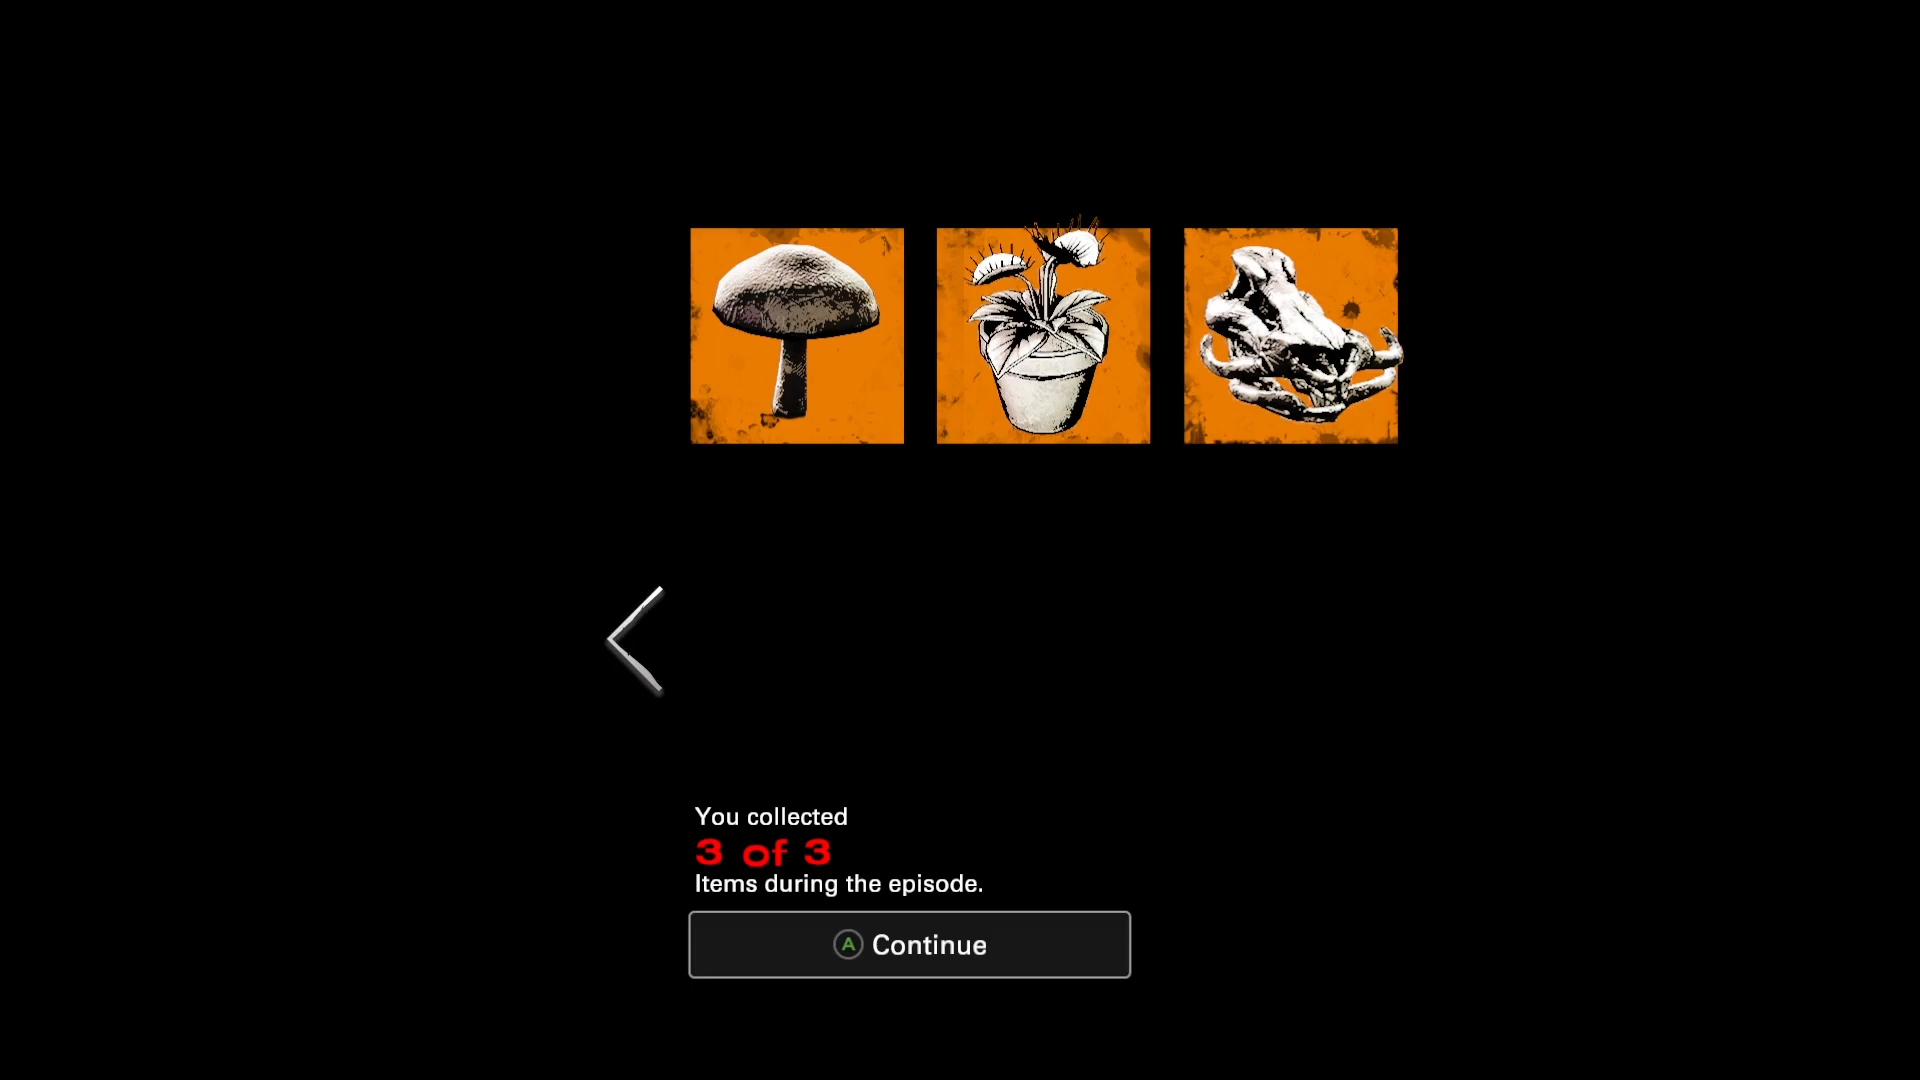 You collected
3 of 3
Items during the episode.
A Continue